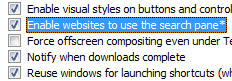 Enable visual styles on buttons and control
Enable websites to use the search pane*
Force offscreen compositing even under Te
Notify when downloads complete
Reuse windows for launching shortcuts (wh